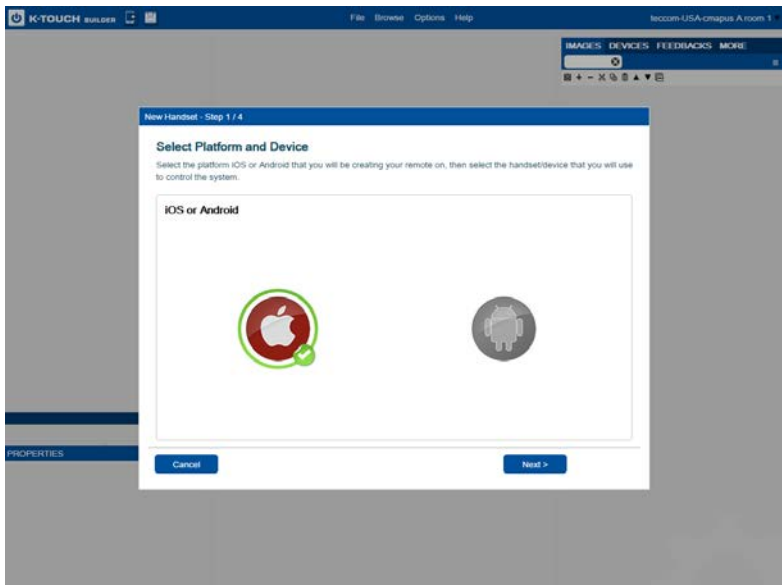 K-TOUCH BUILDER
File Browse Options Help
teccom-USA-cmapus A room 1
IMAGES DEVICES FEEDBACKS MORE
New Handset - Step 1 / 4
Select Platform and Device
Select the platform iOS or Android that you will be creating your remote on, then select the handset/device that you will use
to control the system.
iOS or Android
PROPERTIES
Cancel
Next >